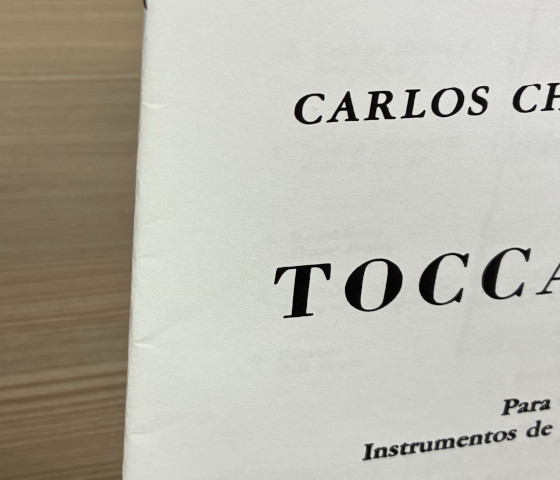 CARLOS CH
TOCCA
Para
Instrumentos de